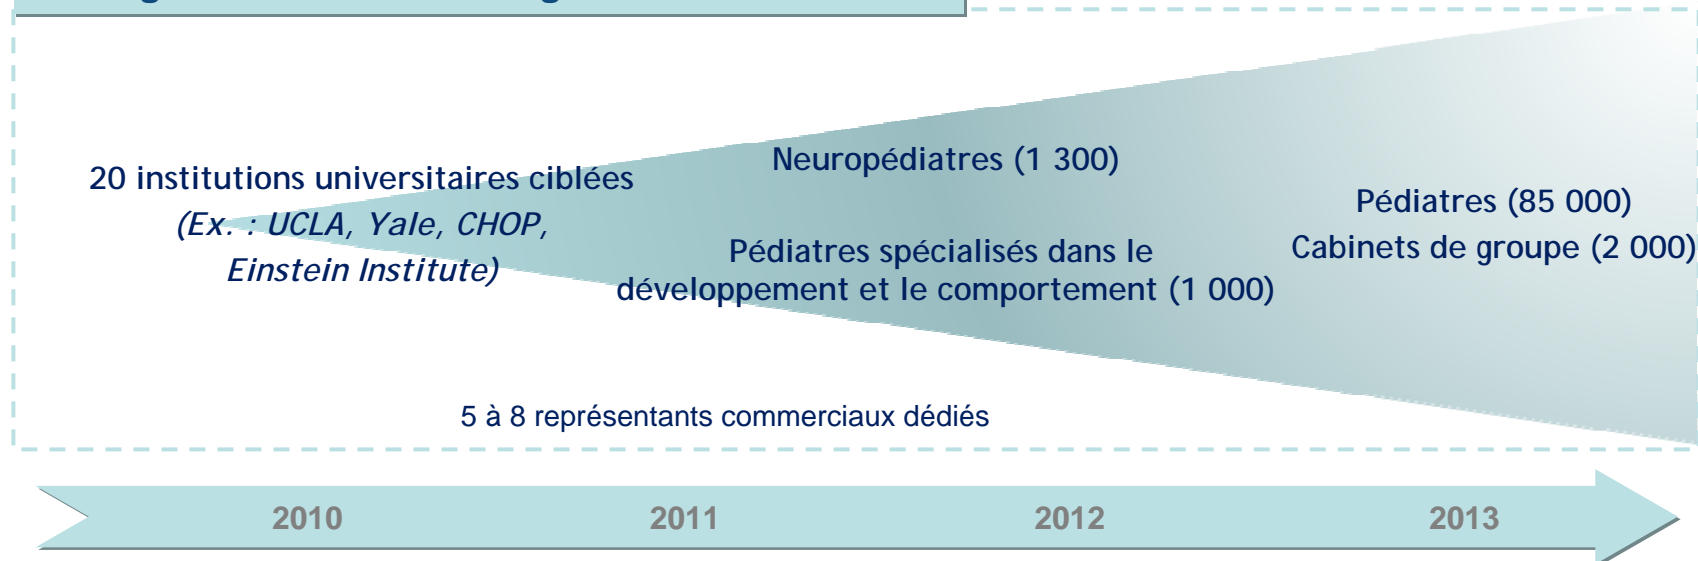 20 institutions universitaires ciblées
(Ex. : UCLA, Yale, CHOP,
Einstein Institute)
Neuropédiatres (1 300)
Pédiatres spécialisés dans le
développement et le comportement (1 000)
Pédiatres (85 000)
Cabinets de groupe (2 000)
5 à 8 représentants commerciaux dédiés
2010
2011
2012
2013